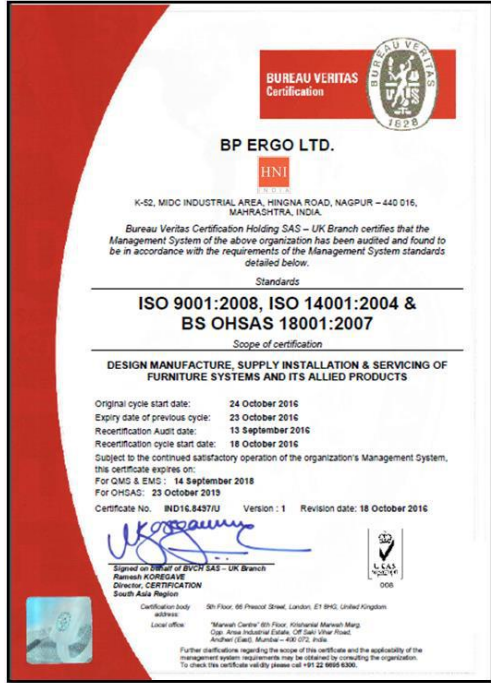 BUREAU VERITAS
Certification
BUREAU VERITAS
1828
BP ERGO LTD.
HNI
INDIA
K-52, MIDC INDUSTRIAL AREA, HINGNA ROAD, NAGPUR – 440 016,
MAHRASHTRA, INDIA.
Bureau Veritas Certification Holding SAS – UK Branch certifies that the
Management System of the above organization has been audited and found to
be in accordance with the requirements of the Management System standards
detailed below.
Standards
ISO 9001:2008, ISO 14001:2004 &
BS OHSAS 18001:2007
Scope of certification
DESIGN MANUFACTURE, SUPPLY INSTALLATION & SERVICING OF
FURNITURE SYSTEMS AND ITS ALLIED PRODUCTS
Original cycle start date: 24 October 2016
Expiry date of previous cycle: 23 October 2016
Recertification Audit date: 13 September 2016
Recertification cycle start date: 18 October 2016
Subject to the continued satisfactory operation of the organization's Management System,
this certificate expires on:
For QMS & EMS : 14 September 2018
For OHSAS: 23 October 2019
Certificate No. IND16.8497/U Version : 1 Revision date: 18 October 2016
Signed on behalf of BVCH SAS – UK Branch
Ramesh KOREGAVE
Director, CERTIFICATION
South Asia Region
UKAS
008
Certification body address: 5th Floor, 66 Prescot Street, London, E1 8HG, United Kingdom.
Local office: "Marwah Centre" 6th Floor, Krishanlal Marwah Marg,
Opp. Ansa Industrial Estate, Off Saki Vihar Road,
Andheri (East), Mumbai – 400 072, India.
Further clarifications regarding the scope of this certificate and the applicability of the
management system requirements may be obtained by consulting the organization.
To check this certificate validity please call +91 22 6695 6300.